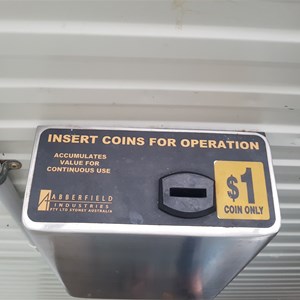 INSERT COINS FOR OPERATION
ACCUMULATES
VALUE FOR
CONTINUOUS USE
$1
COIN ONLY
ABBERFIELD
INDUSTRIES
PTY LTD SYDNEY AUSTRALIA